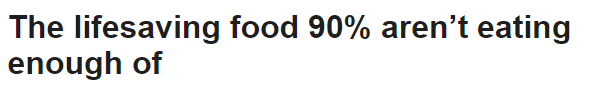 The lifesaving food 90% aren’t eating
enough of